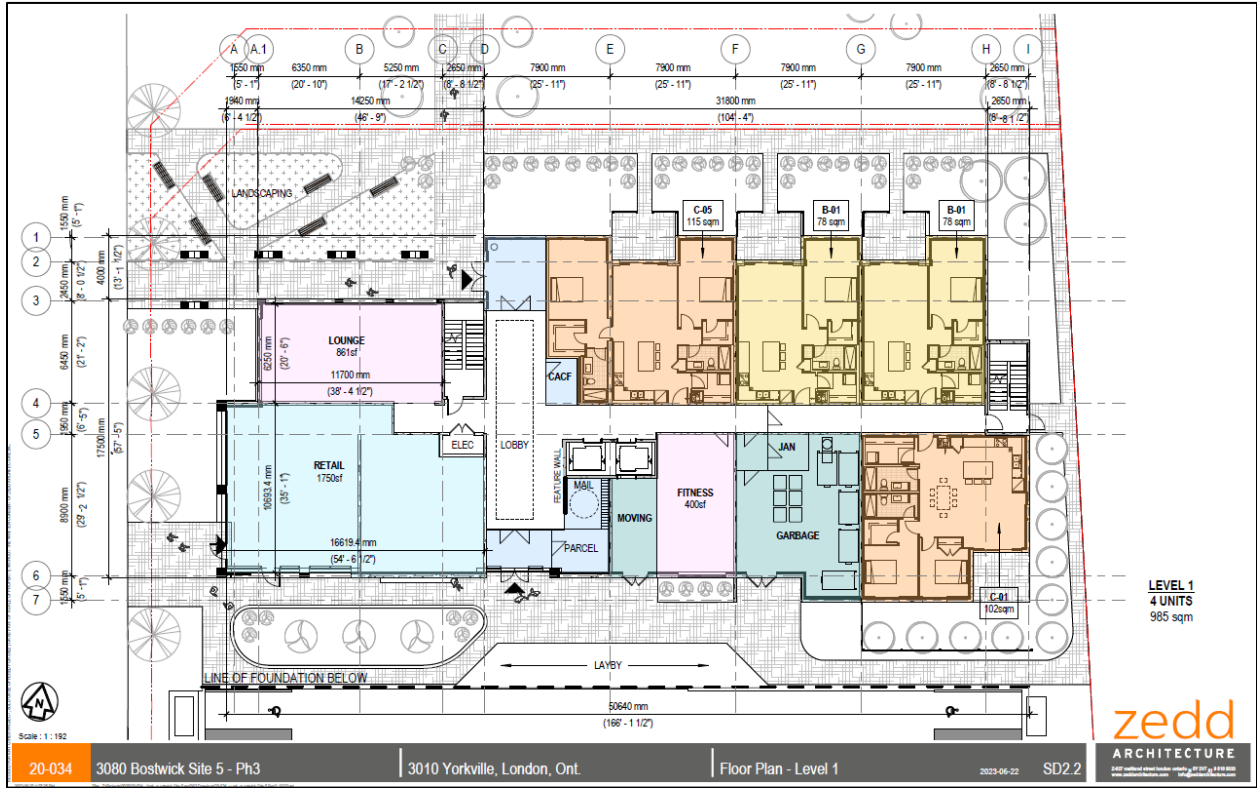 A A.1 B C D E F G H I
1550 mm 6350 mm 5250 mm 2650 mm 7900 mm 7900 mm 7900 mm 7900 mm 2650 mm
(5' - 1") (20' - 10") (17' - 2 1/2") (8' - 8 1/2") (25' - 11") (25' - 11") (25' - 11") (25' - 11") (8' - 8 1/2")
1940 mm 14250 mm 31800 mm 2650 mm
(6' - 4 1/2") (46' - 9") (104' - 4") (8' - 8 1/2")
LANDSCAPING
C-05
115 sqm
B-01
78 sqm
B-01
78 sqm
1
2
3
4
5
6
7
1550 mm
(5' - 1")
2450 mm
(8' - 0 1/2")
4000 mm
(13' - 1 1/2")
6450 mm
(21' - 2")
1950 mm
(6' - 5")
17500 mm
(57' - 5")
8900 mm
(29' - 2 1/2")
1550 mm
(5' - 1")
LOUNGE
861sf
6250 mm
(20' - 6")
11700 mm
(38' - 4 1/2")
CACF
ELEC
LOBBY
RETAIL
1750sf
10693.4 mm
(35' - 1")
16619.4 mm
(54' - 6 1/2")
FEATURE WALL
MAIL
PARCEL
MOVING
FITNESS
400sf
JAN
GARBAGE
C-01
102sqm
LEVEL 1
4 UNITS
985 sqm
LAYBY
LINE OF FOUNDATION BELOW
50640 mm
(166' - 1 1/2")
N
Scale : 1 : 192
zedd
ARCHITECTURE
20-034 3080 Bostwick Site 5 - Ph3 3010 Yorkville, London, Ont. Floor Plan - Level 1 2023-06-22 SD2.2